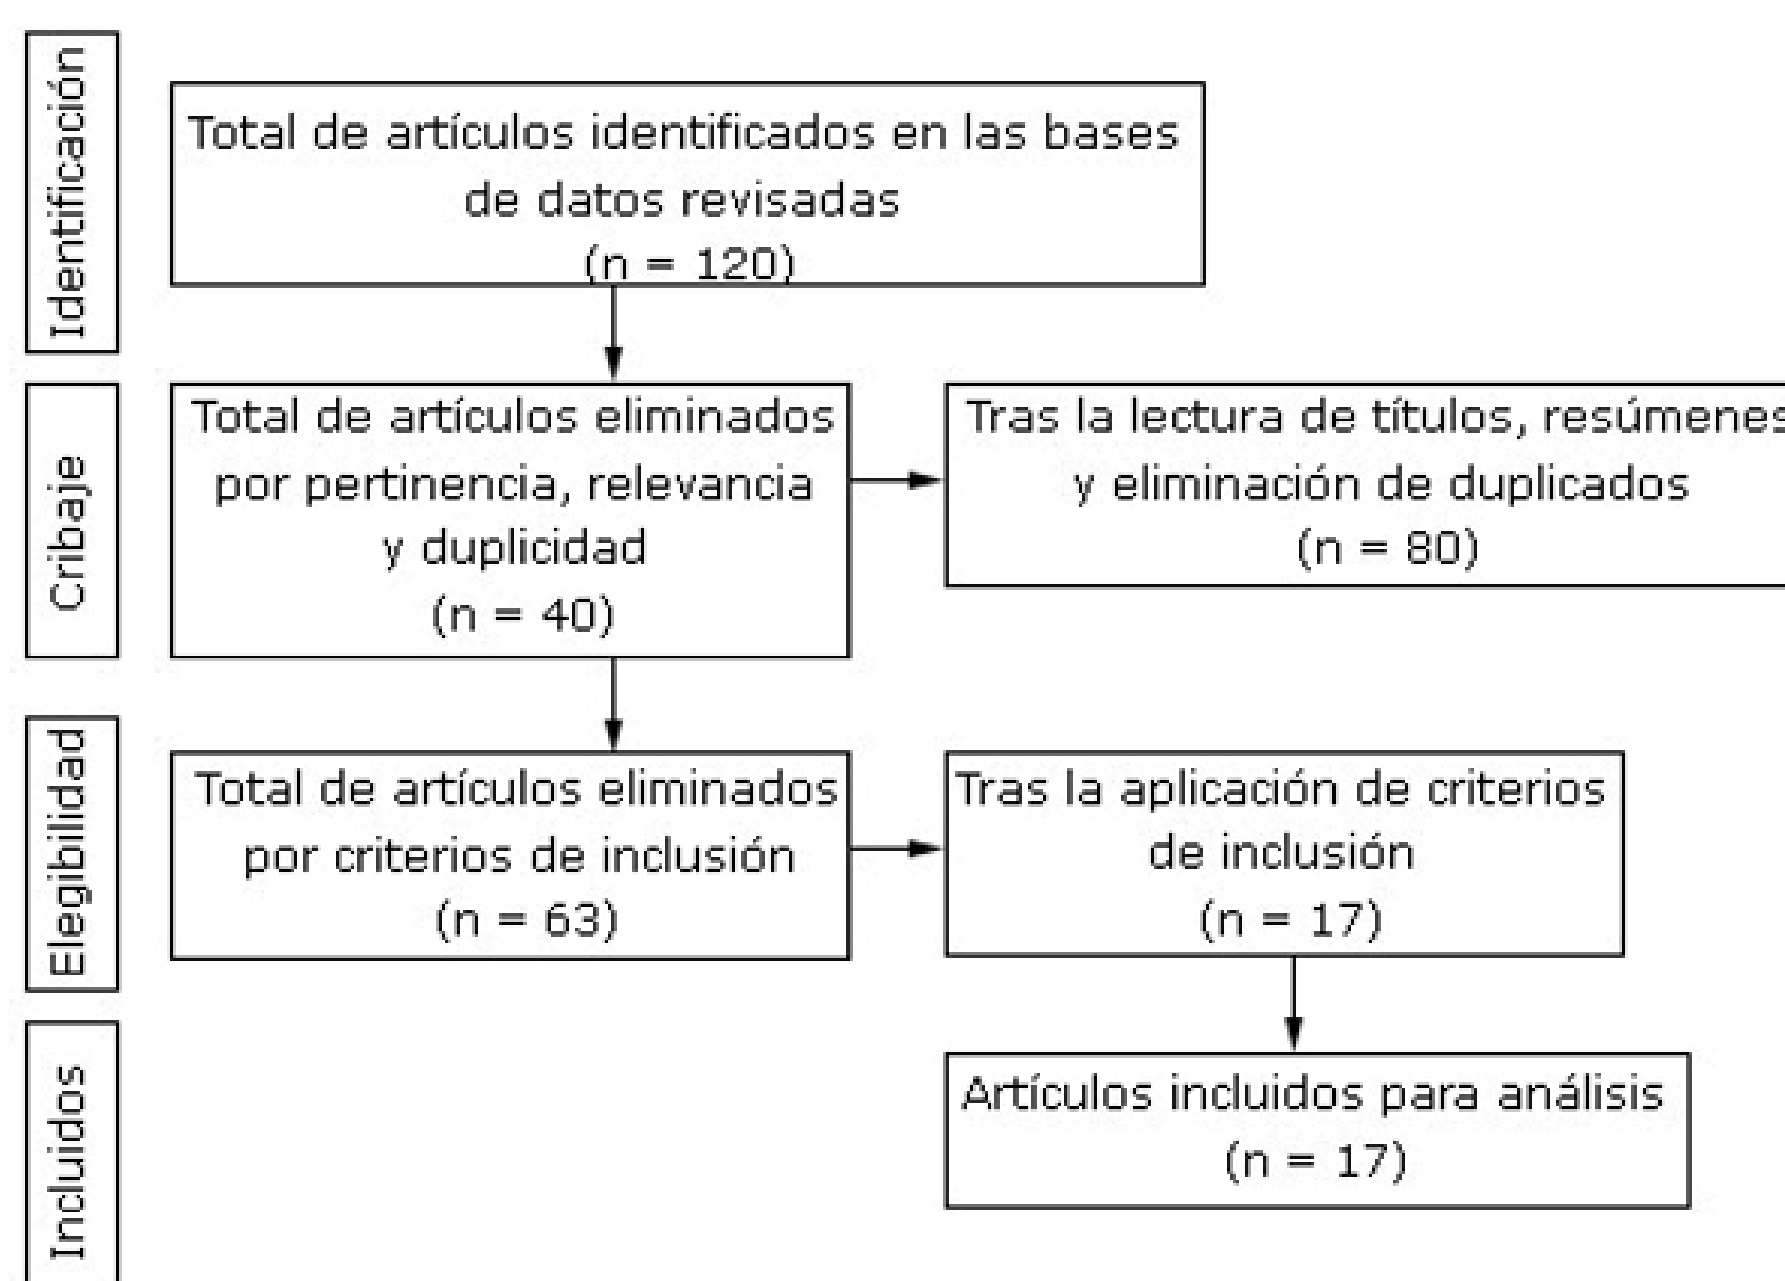 Identificación
Total de artículos identificados en las bases
de datos revisadas
(n = 120)
Cribaje
Total de artículos eliminados
por pertinencia, relevancia
y duplicidad
(n = 40)
Tras la lectura de títulos, resúmenes
y eliminación de duplicados
(n = 80)
Elegibilidad
Total de artículos eliminados
por criterios de inclusión
(n = 63)
Tras la aplicación de criterios
de inclusión
(n = 17)
Incluidos
Artículos incluidos para análisis
(n = 17)